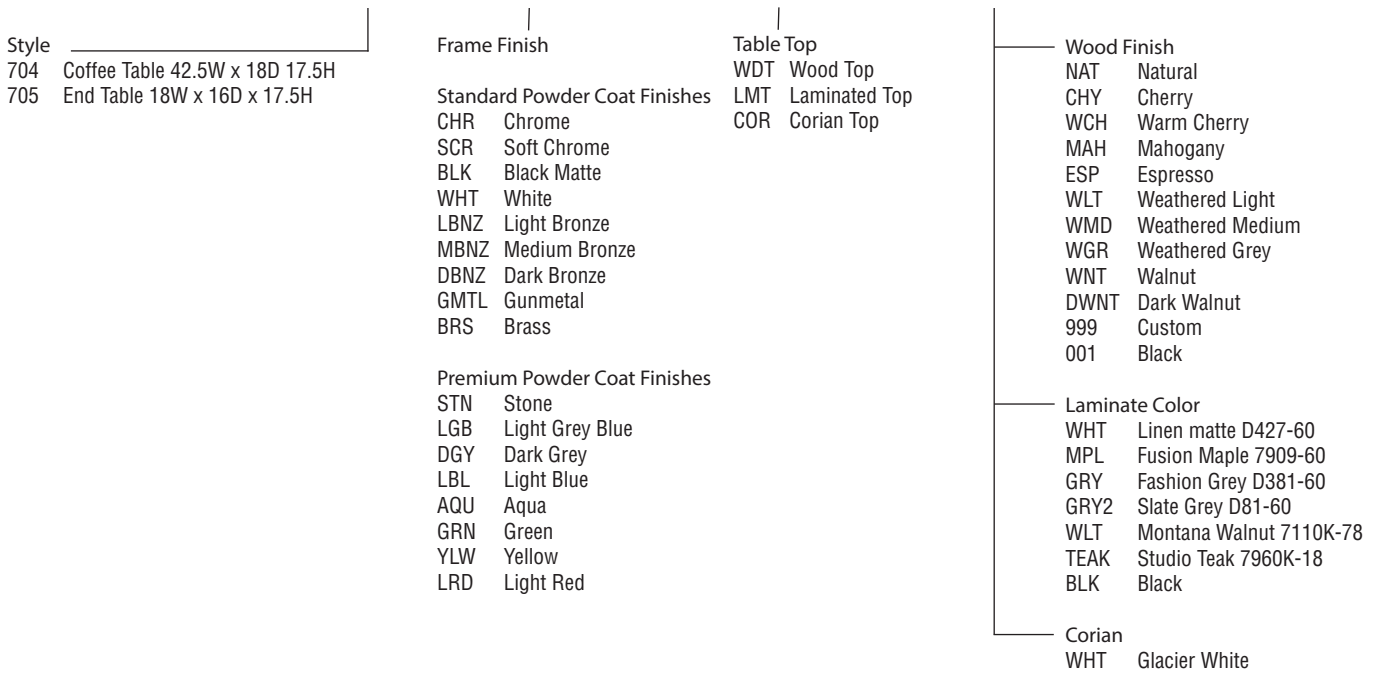 Style
704 Coffee Table 42.5W x 18D 17.5H
705 End Table 18W x 16D x 17.5H
Frame Finish
Standard Powder Coat Finishes
CHR Chrome
SCR Soft Chrome
BLK Black Matte
WHT White
LBNZ Light Bronze
MBNZ Medium Bronze
DBNZ Dark Bronze
GMTL Gunmetal
BRS Brass
Premium Powder Coat Finishes
STN Stone
LGB Light Grey Blue
DGY Dark Grey
LBL Light Blue
AQU Aqua
GRN Green
YLW Yellow
LRD Light Red
Table Top
WDT Wood Top
LMT Laminated Top
COR Corian Top
Wood Finish
NAT Natural
CHY Cherry
WCH Warm Cherry
MAH Mahogany
ESP Espresso
WLT Weathered Light
WMD Weathered Medium
WGR Weathered Grey
WNT Walnut
DWNT Dark Walnut
999 Custom
001 Black
Laminate Color
WHT Linen matte D427-60
MPL Fusion Maple 7909-60
GRY Fashion Grey D381-60
GRY2 Slate Grey D81-60
WLT Montana Walnut 7110K-78
TEAK Studio Teak 7960K-18
BLK Black
Corian
WHT Glacier White